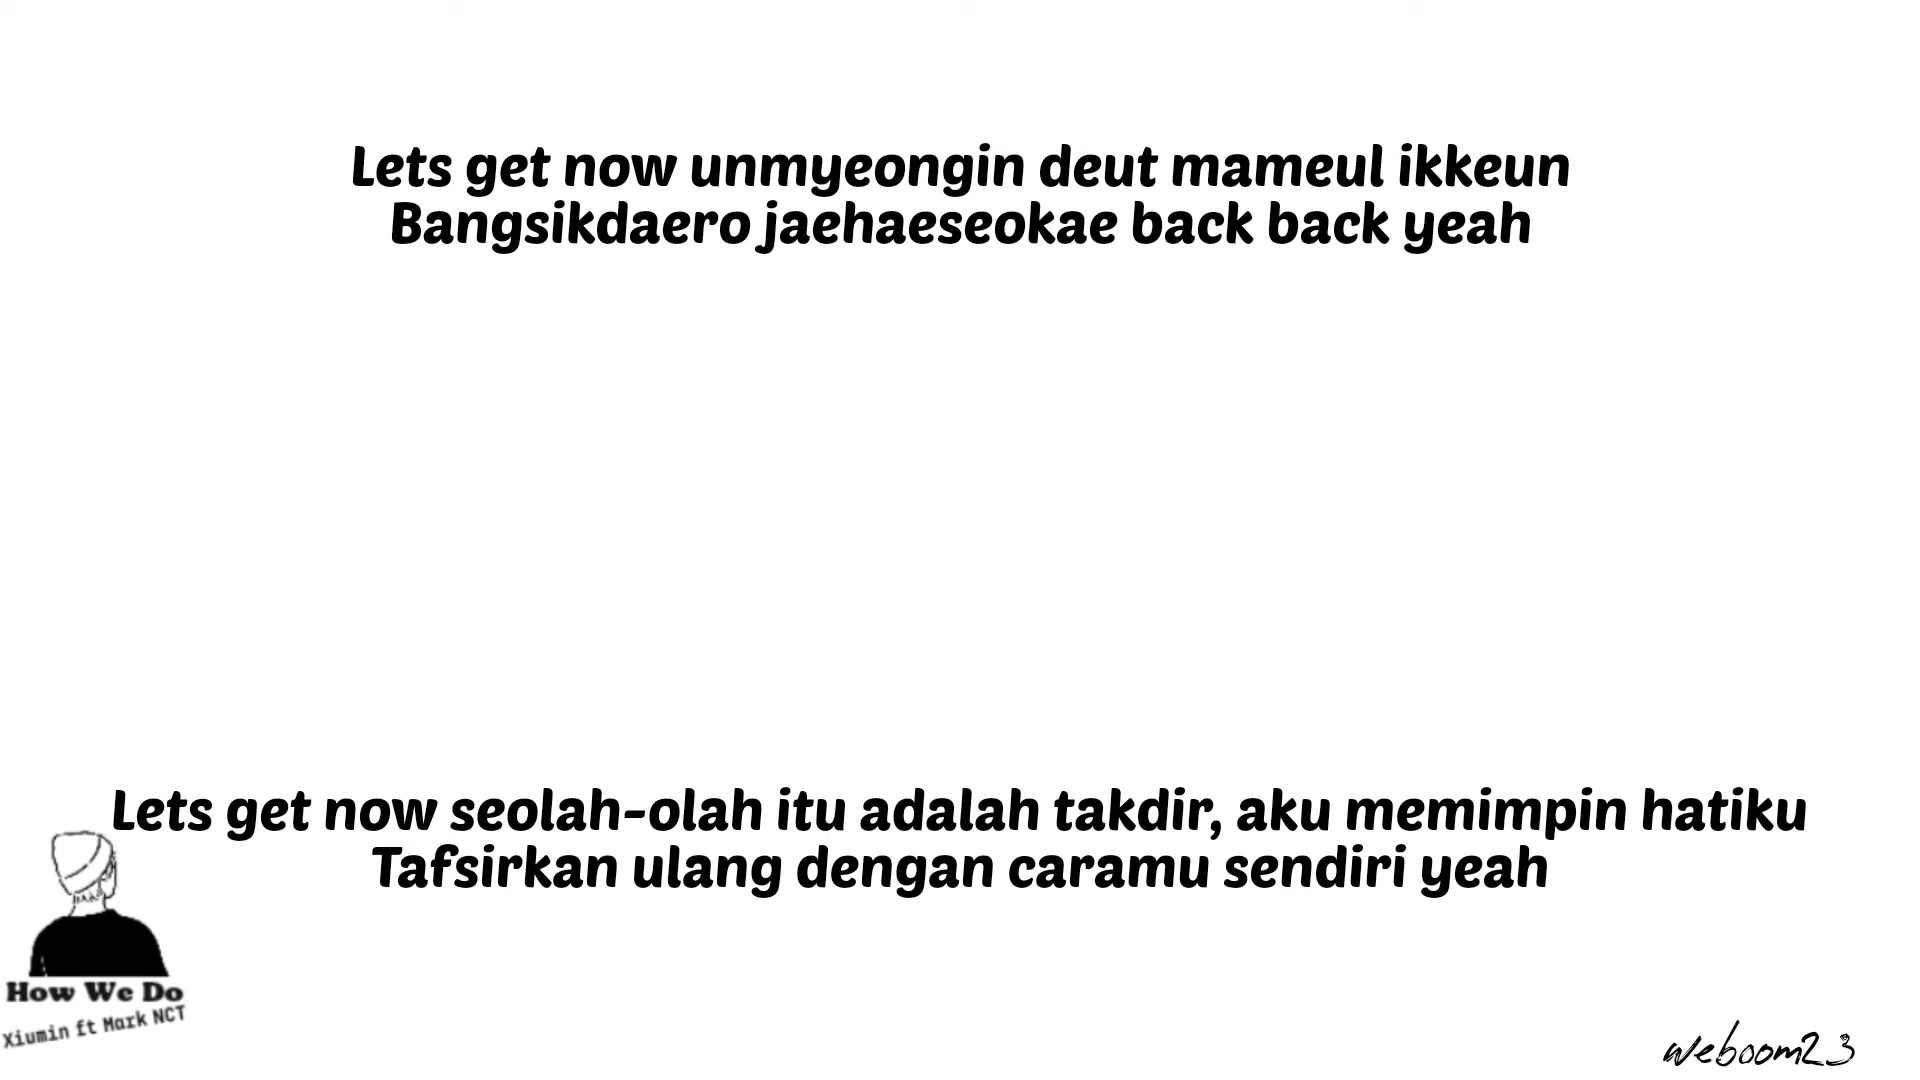 Lets get now unmyeongin deut mameul ikkeun
Bangsikdaero jaehaeseokae back back yeah
Lets get now seolah-olah itu adalah takdir, aku memimpin hatiku
Tafsirkan ulang dengan caramu sendiri yeah
How We Do
Xiumin ft Mark NCT
weboom23